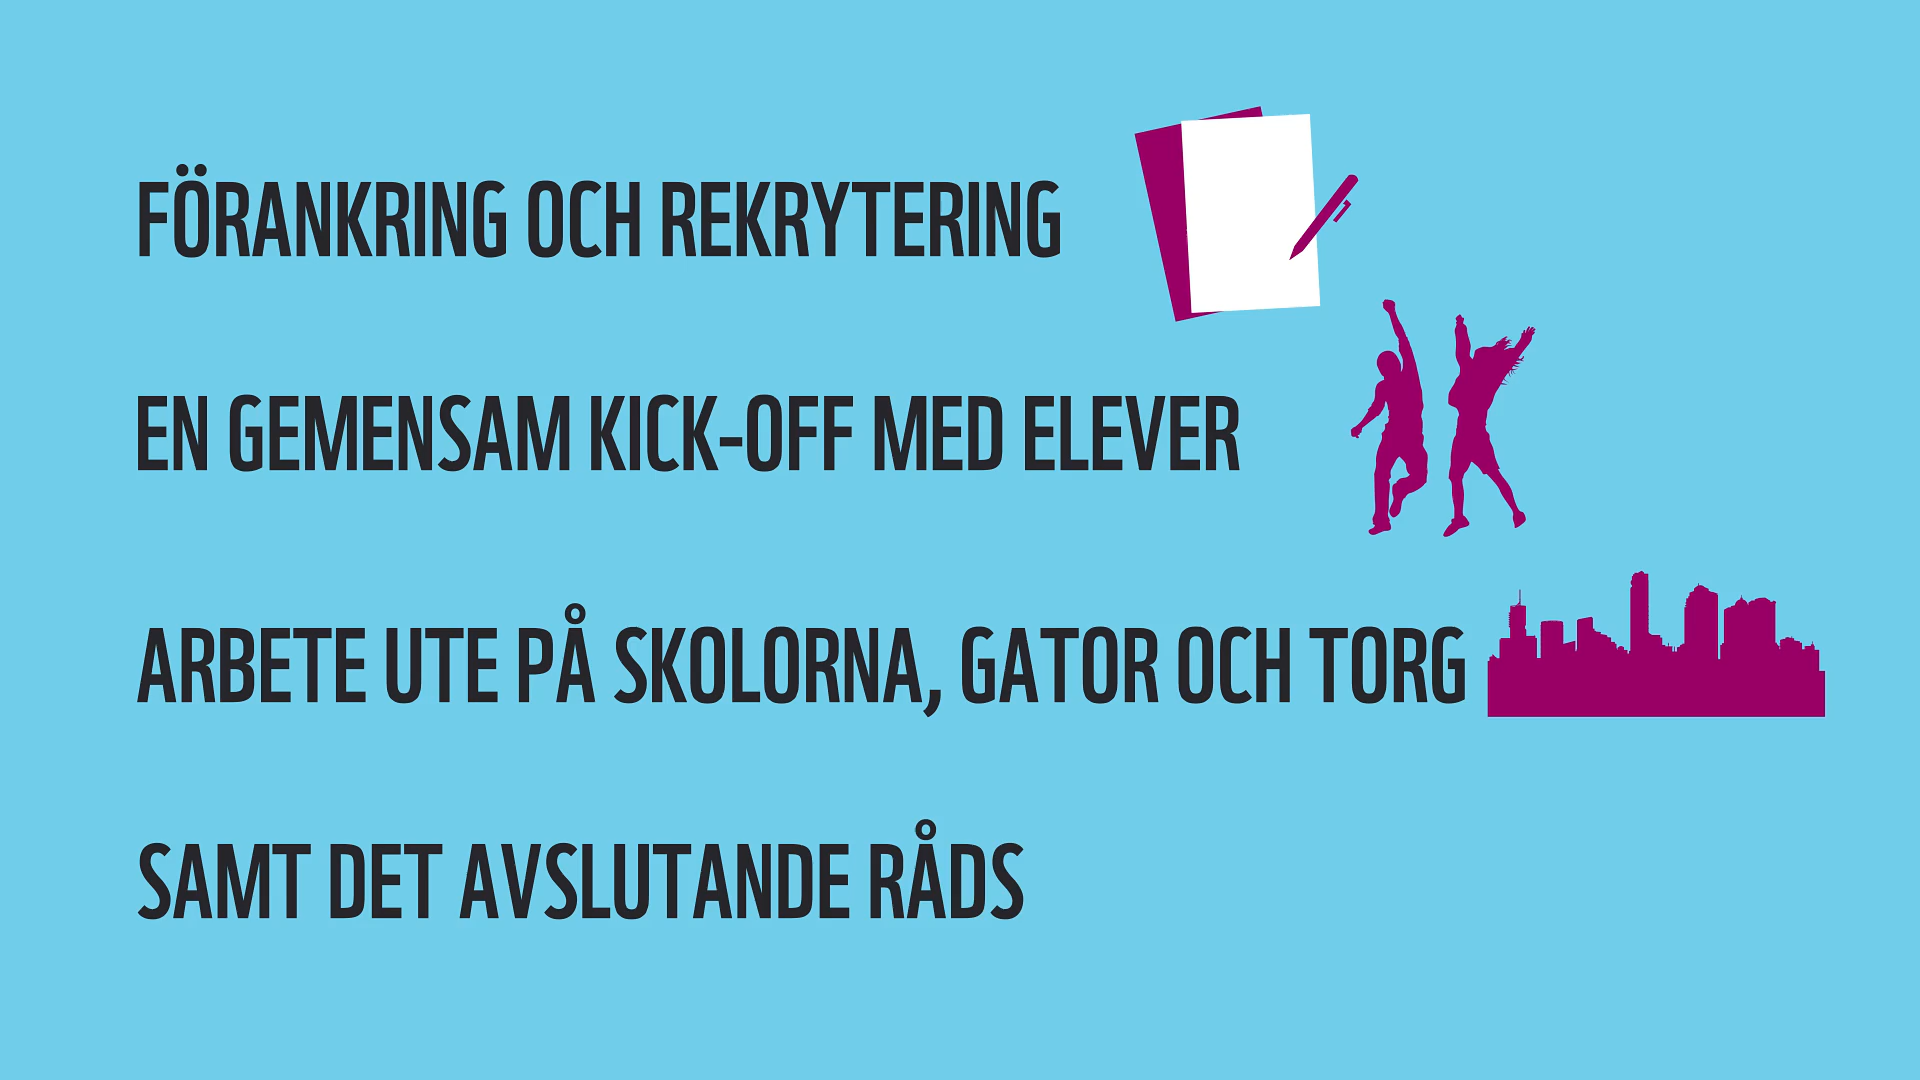 FÖRANKRING OCH REKRYTERING
EN GEMENSAM KICK-OFF MED ELEVER
ARBETE UTE PÅ SKOLORNA, GATOR OCH TORG
SAMT DET AVSLUTANDE RÅDS